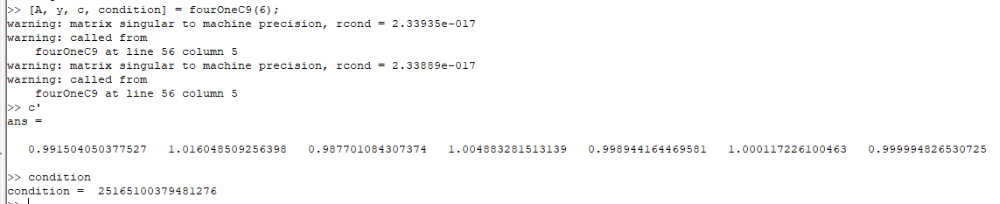 >> [A, y, c, condition] = fourOneC9(6);
warning: matrix singular to machine precision, rcond = 2.33935e-017
warning: called from
    fourOneC9 at line 56 column 5
warning: matrix singular to machine precision, rcond = 2.33889e-017
warning: called from
    fourOneC9 at line 56 column 5
>> c'
ans =
   0.991504050377527   1.016048509256398   0.987701084307374   1.004883281513139   0.998944164469581   1.000117226100463   0.999994826530725
>> condition
condition =  25165100379481276
>>